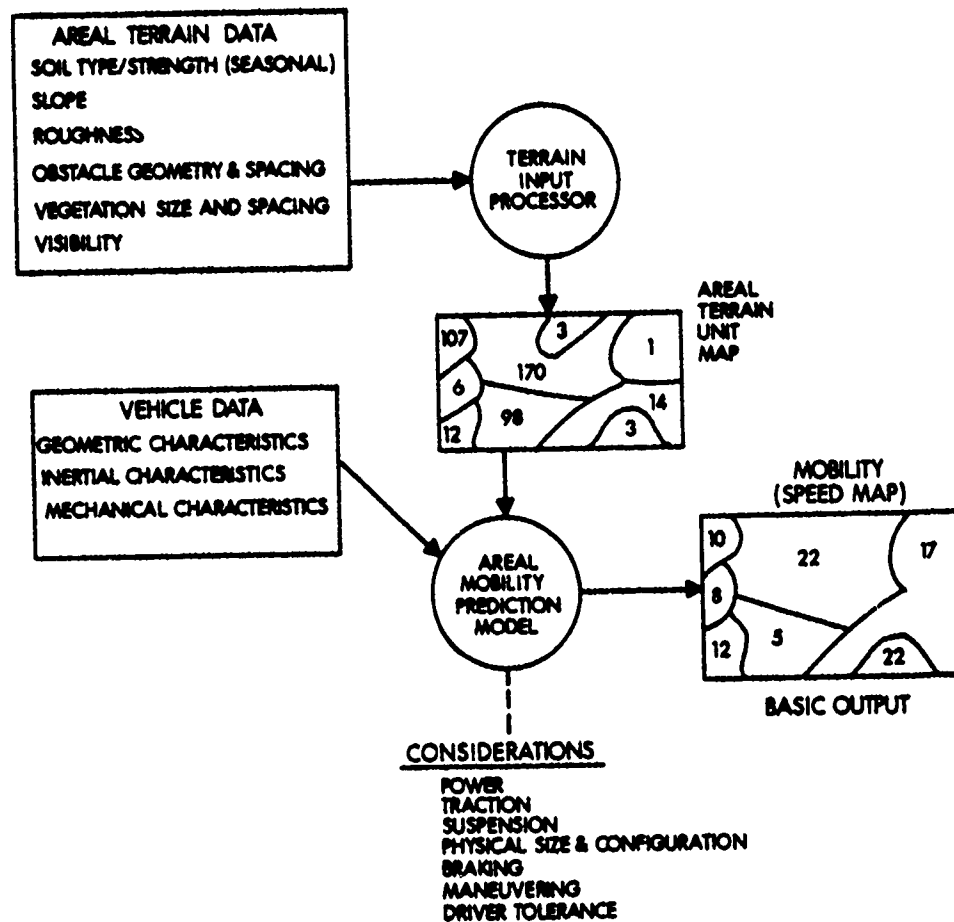 AREAL TERRAIN DATA
SOIL TYPE/STRENGTH (SEASONAL)
SLOPE
ROUGHNESS
OBSTACLE GEOMETRY & SPACING
VEGETATION SIZE AND SPACING
VISIBILITY
TERRAIN
INPUT
PROCESSOR
AREAL
TERRAIN
UNIT
MAP
107
3
1
170
6
98
14
12
3
VEHICLE DATA
GEOMETRIC CHARACTERISTICS
INERTIAL CHARACTERISTICS
MECHANICAL CHARACTERISTICS
AREAL
MOBILITY
PREDICTION
MODEL
MOBILITY
(SPEED MAP)
10
22
17
8
12
5
22
BASIC OUTPUT
CONSIDERATIONS
POWER
TRACTION
SUSPENSION
PHYSICAL SIZE & CONFIGURATION
BRAKING
MANEUVERING
DRIVER TOLERANCE